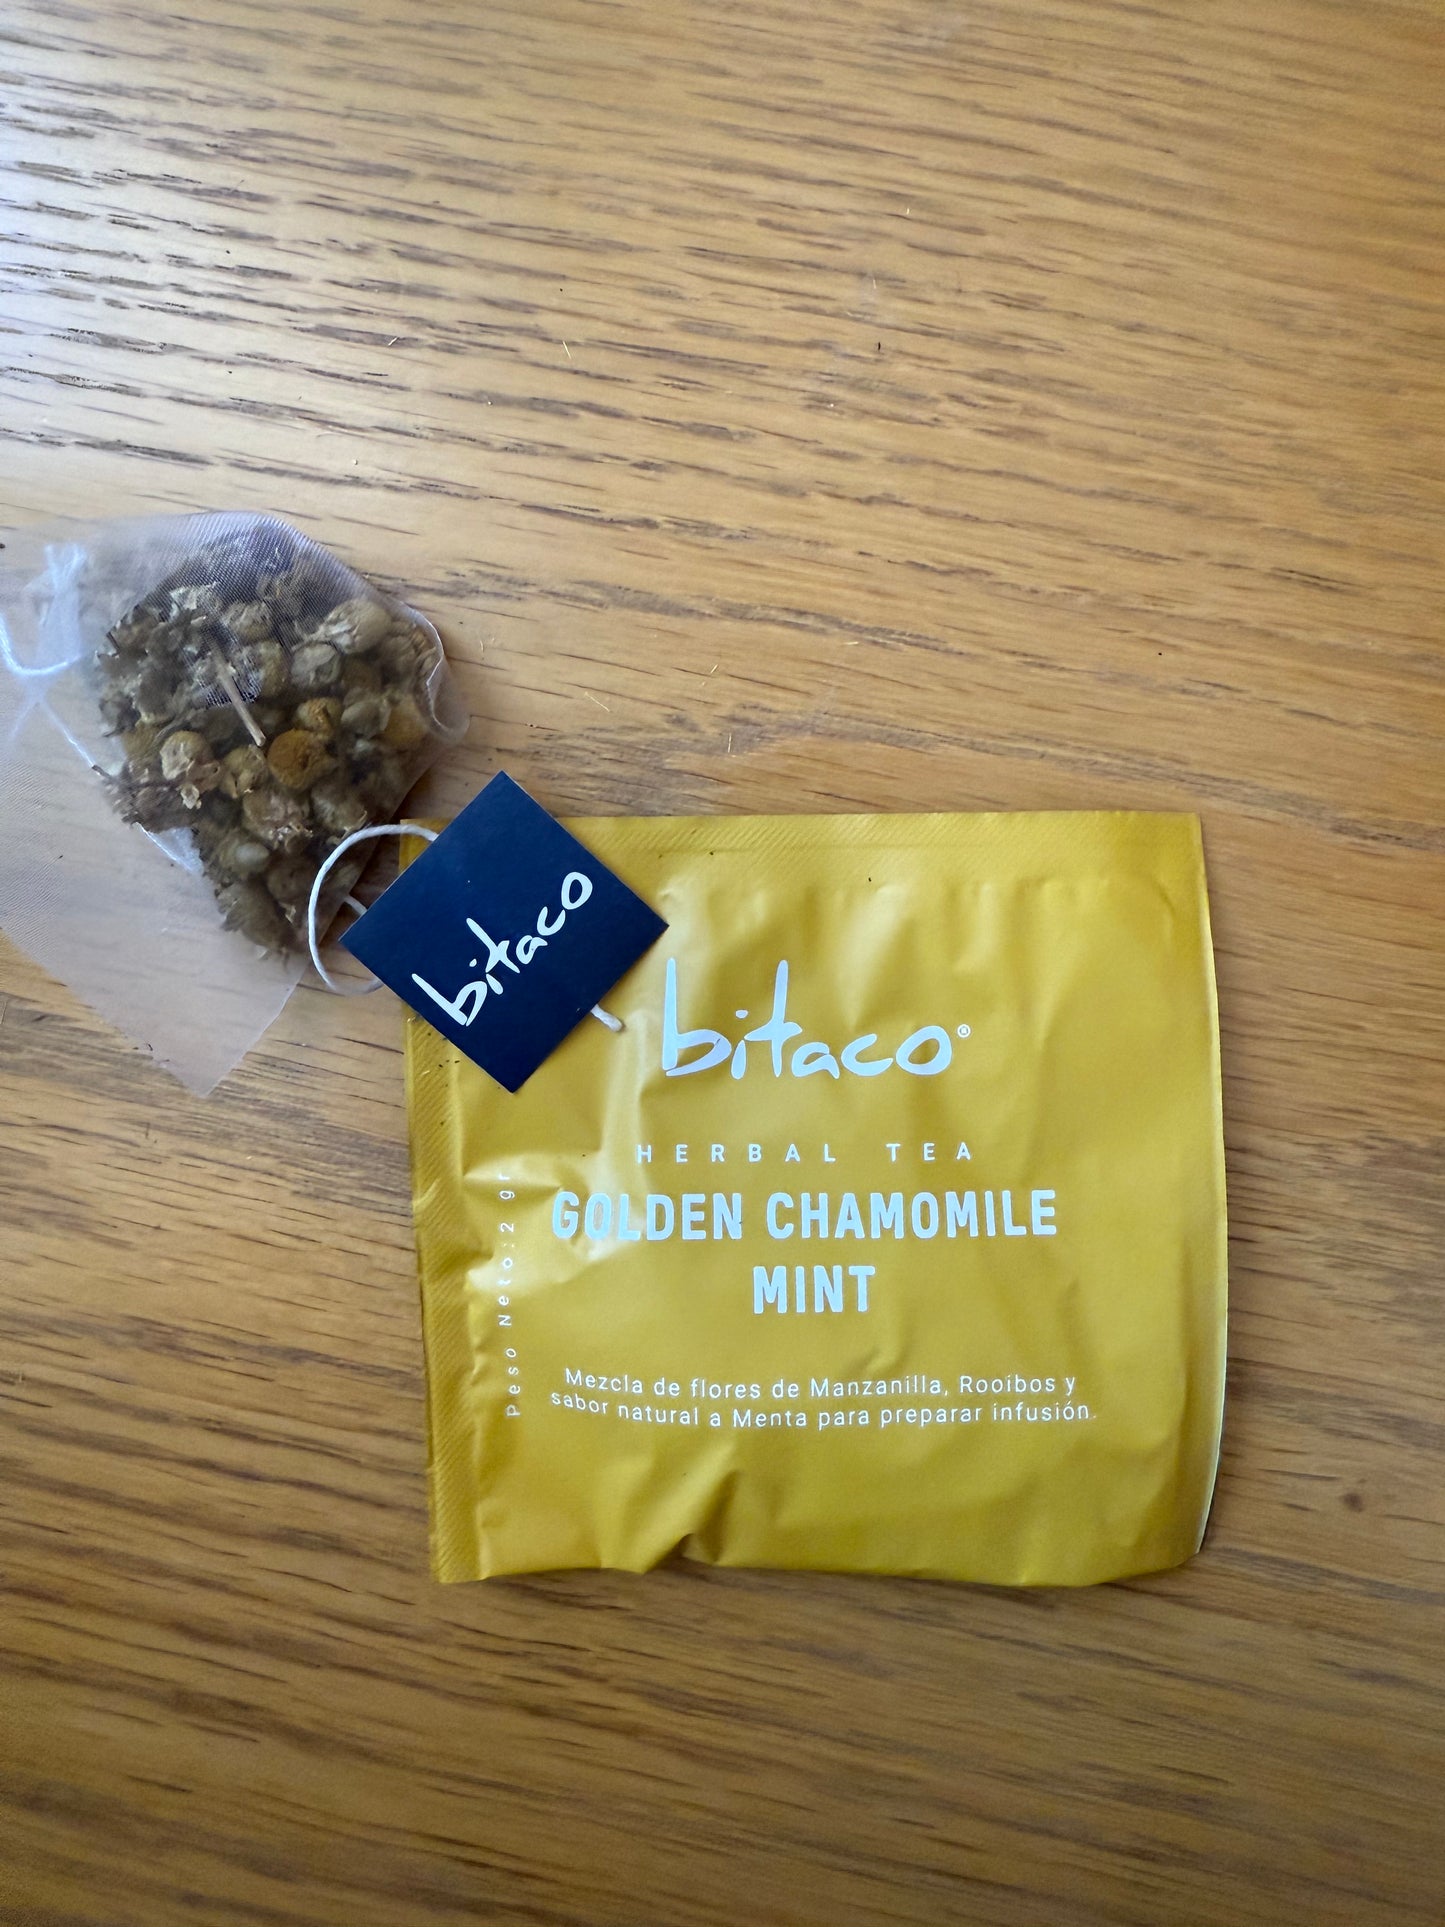 bitaco
bitaco®
HERBAL TEA
GOLDEN CHAMOMILE
MINT
Mezcla de flores de Manzanilla, Rooibos y
sabor natural a Menta para preparar infusión.
Peso Neto: 2 gr